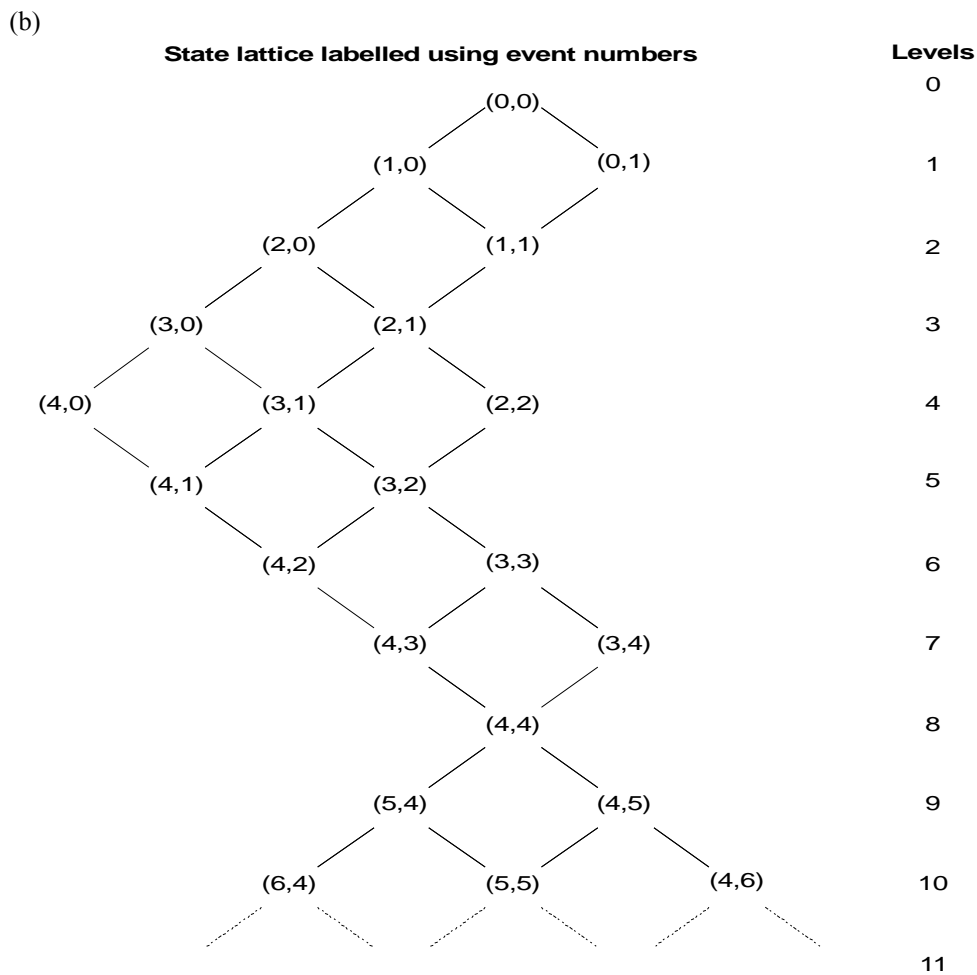 (b)
State lattice labelled using event numbers Levels
(0,0) 0
(1,0) (0,1) 1
(2,0) (1,1) 2
(3,0) (2,1) 3
(4,0) (3,1) (2,2) 4
(4,1) (3,2) 5
(4,2) (3,3) 6
(4,3) (3,4) 7
(4,4) 8
(5,4) (4,5) 9
(6,4) (5,5) (4,6) 10
11